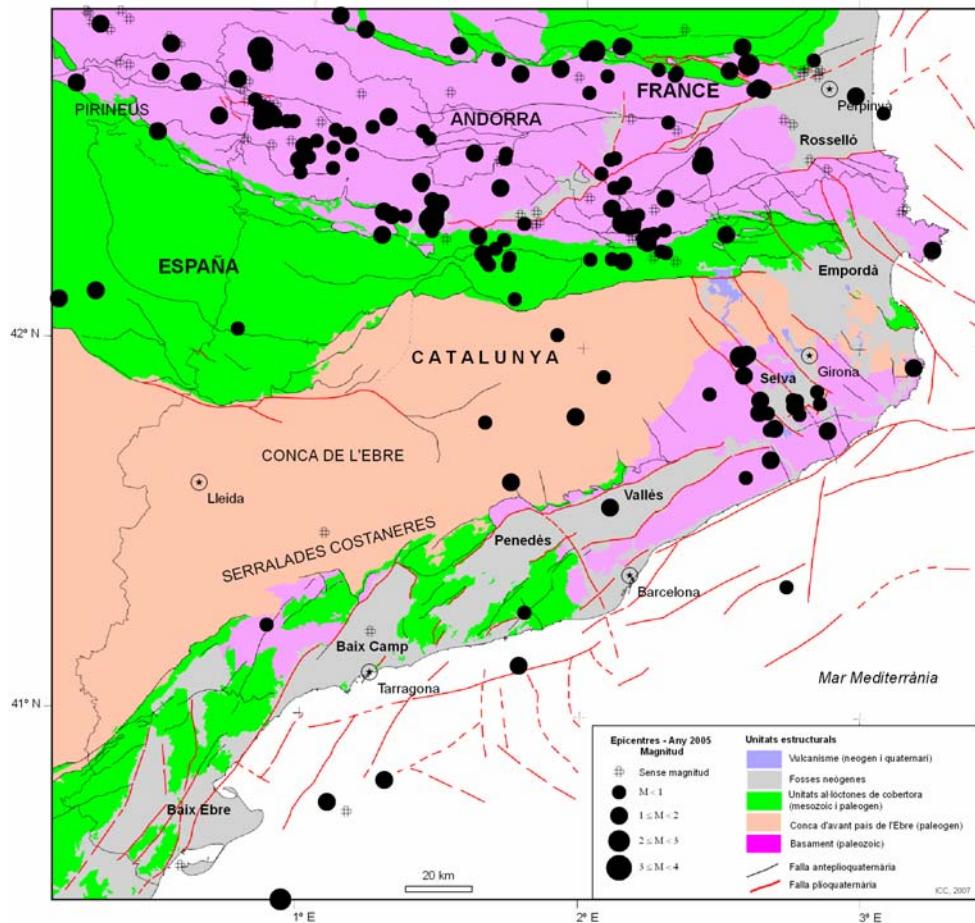 FRANCE
PIRINEUS
ANDORRA
Perpinyà
Rosselló
ESPAÑA
Empordà
42° N
CATALUNYA
Girona
Selva
CONCA DE L'EBRE
Lleida
Vallès
SERRALADES COSTANERES
Penedès
Barcelona
Baix Camp
Tarragona
Mar Mediterrània
41° N
Baix Ebre
20 km
1° E
2° E
3° E
Epicentres - Any 2005
Magnitud
Sense magnitud
M < 1
1 ≤ M < 2
2 ≤ M < 3
3 ≤ M < 4
Unitats estructurals
Vulcanisme (neogen i quaternari)
Fosses neògenes
Unitats al·lòctones de cobertora
(mesozoic i paleogen)
Conca d'avant país de l'Ebre (paleogen)
Basament (paleozoic)
Falla anteplioquaternària
Falla plioquaternària
ICC, 2007